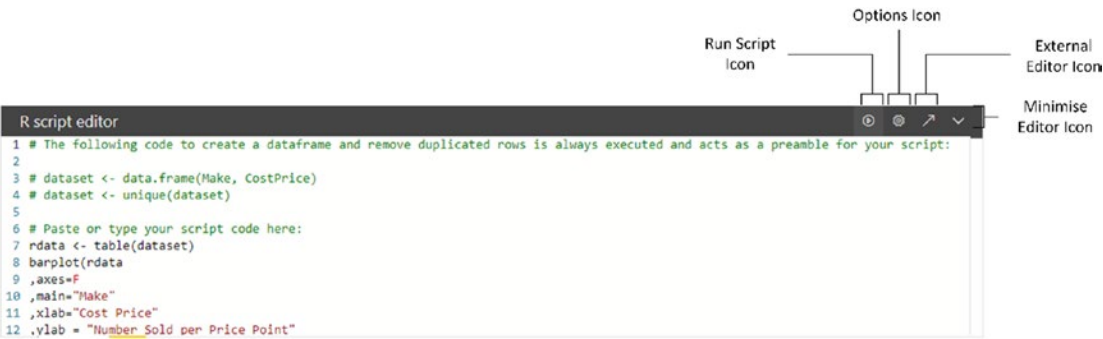 Options Icon
Run Script
Icon
External
Editor Icon
Minimise
Editor Icon
R script editor
1 # The following code to create a dataframe and remove duplicated rows is always executed and acts as a preamble for your script:
2
3 # dataset <- data.frame(Make, CostPrice)
4 # dataset <- unique(dataset)
5
6 # Paste or type your script code here:
7 rdata <- table(dataset)
8 barplot(rdata
9 ,axes=F
10 ,main="Make"
11 ,xlab="Cost Price"
12 ,ylab = "Number Sold per Price Point"